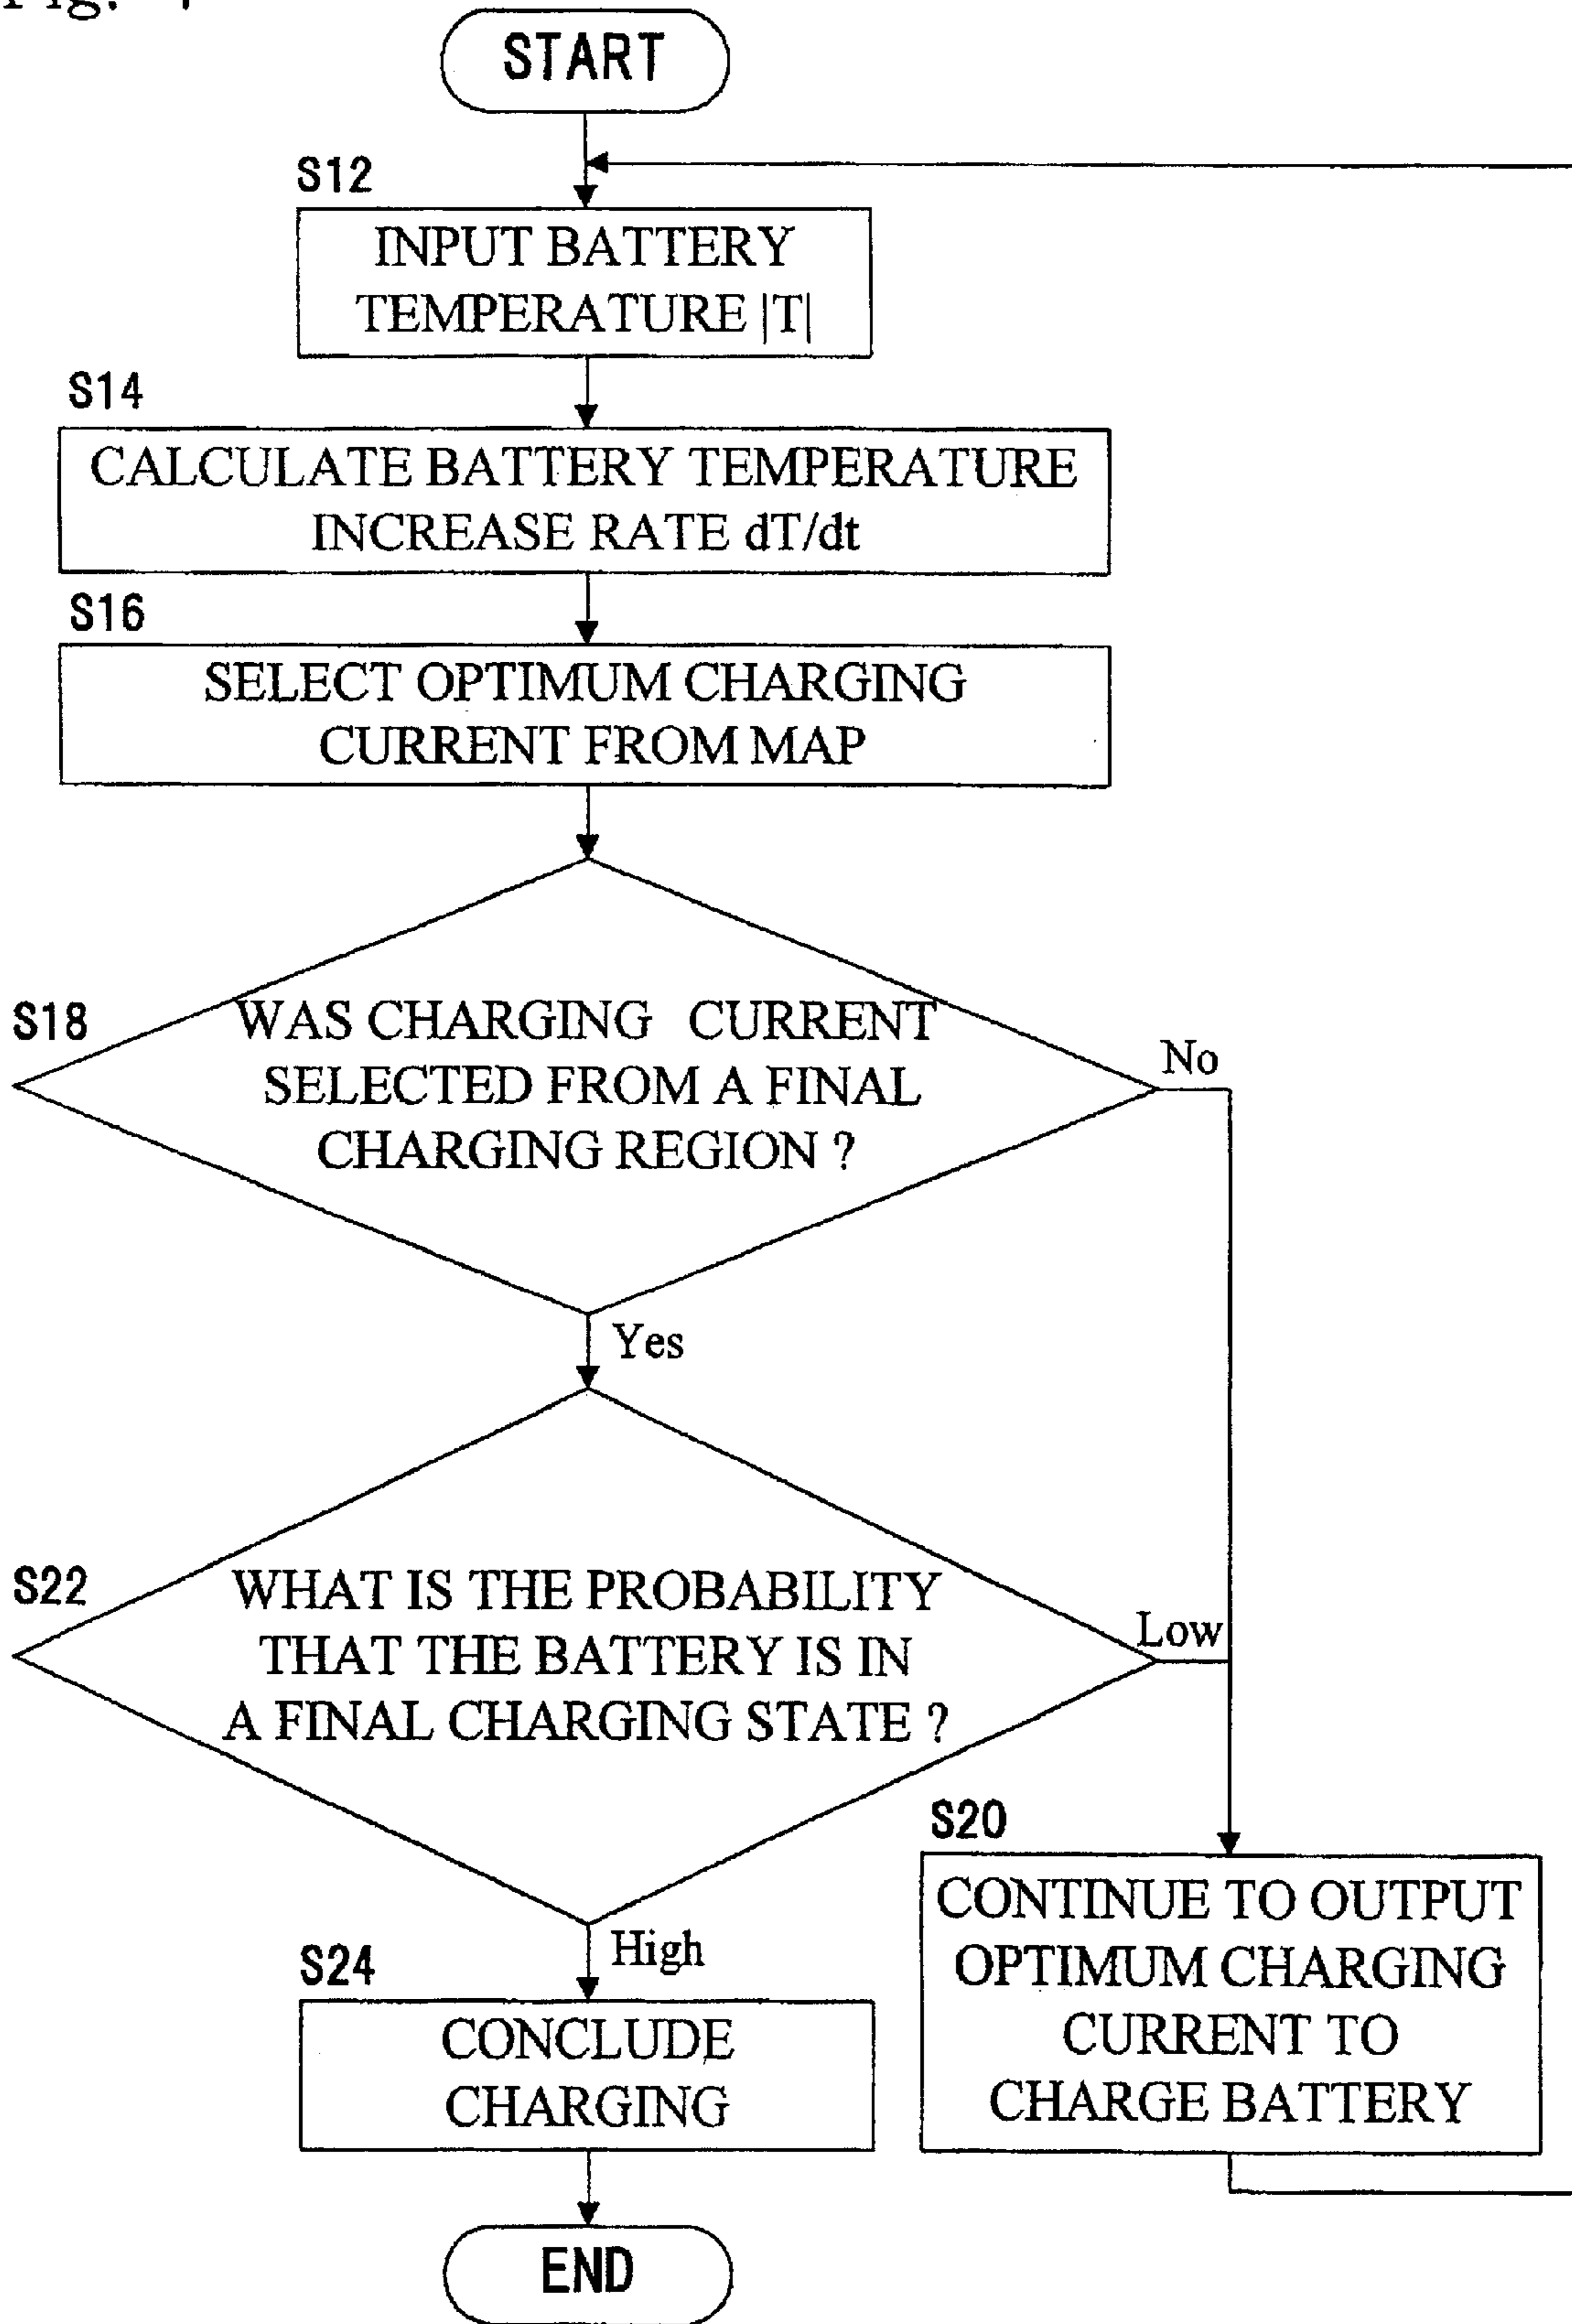 Fig.
START
S12
INPUT BATTERY
TEMPERATURE |T|
S14
CALCULATE BATTERY TEMPERATURE
INCREASE RATE dT/dt
S16
SELECT OPTIMUM CHARGING
CURRENT FROM MAP
S18
WAS CHARGING CURRENT
SELECTED FROM A FINAL
CHARGING REGION ?
No
Yes
S22
WHAT IS THE PROBABILITY
THAT THE BATTERY IS IN
A FINAL CHARGING STATE ?
Low
High
S20
CONTINUE TO OUTPUT
OPTIMUM CHARGING
CURRENT TO
CHARGE BATTERY
S24
CONCLUDE
CHARGING
END